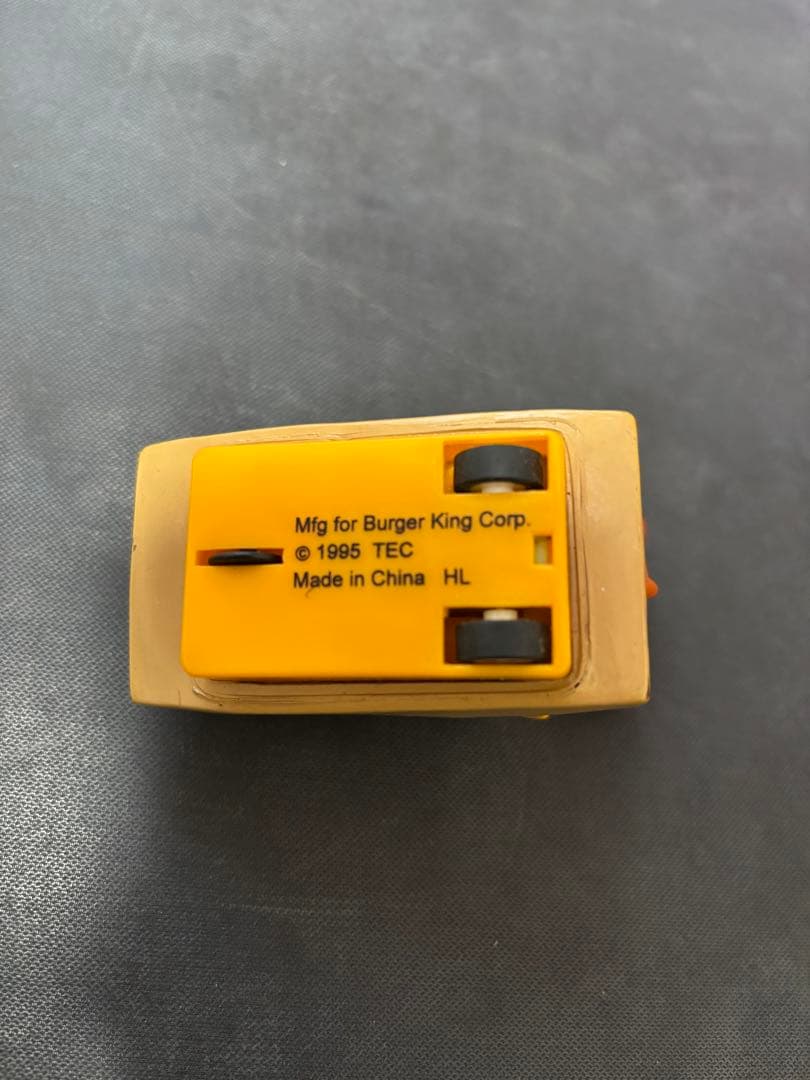 Mfg for Burger King Corp.
© 1995 TEC
Made in China HL